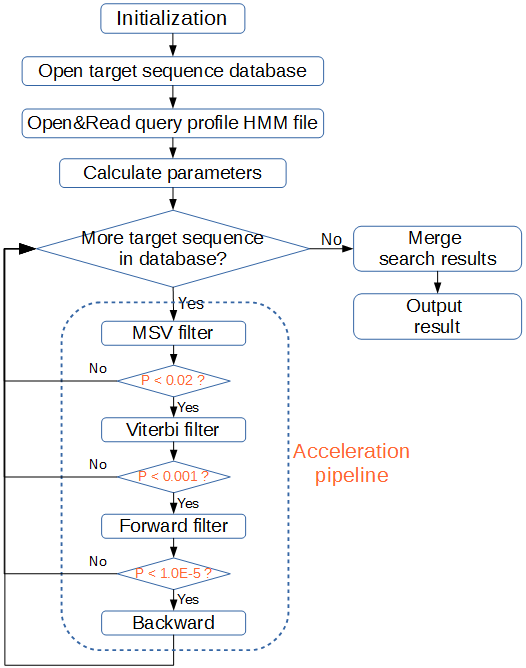 Initialization
Open target sequence database
Open&Read query profile HMM file
Calculate parameters
More target sequence
in database?
No
Merge
search results
Output
result
Yes
MSV filter
No
P < 0.02 ?
Yes
Viterbi filter
Acceleration
pipeline
No
P < 0.001 ?
Yes
Forward filter
No
P < 1.0E-5 ?
Yes
Backward